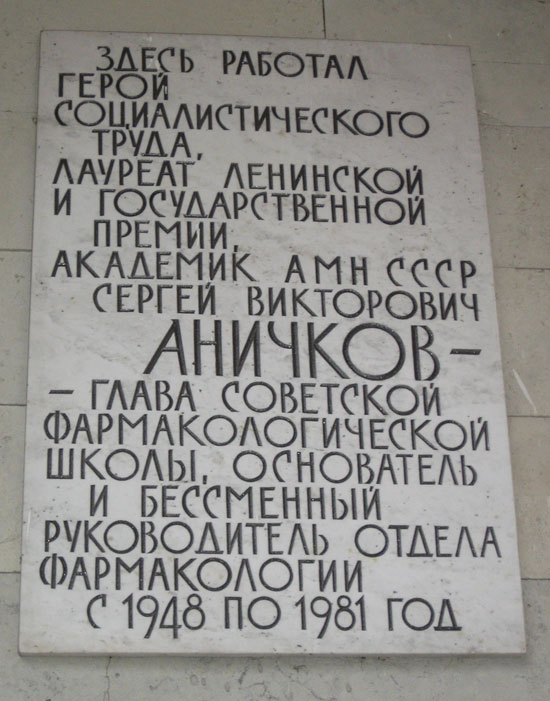 ЗДЕСЬ РАБОТАЛ
ГЕРОЙ
СОЦИАЛИСТИЧЕСКОГО
ТРУДА,
ЛАУРЕАТ ЛЕНИНСКОЙ
И ГОСУДАРСТВЕННОЙ
ПРЕМИИ,
АКАДЕМИК АМН СССР
СЕРГЕЙ ВИКТОРОВИЧ
АНИЧКОВ –
– ГЛАВА СОВЕТСКОЙ
ФАРМАКОЛОГИЧЕСКОЙ
ШКОЛЫ, ОСНОВАТЕЛЬ
И БЕССМЕННЫЙ
РУКОВОДИТЕЛЬ ОТДЕЛА
ФАРМАКОЛОГИИ
С 1948 ПО 1981 ГОД